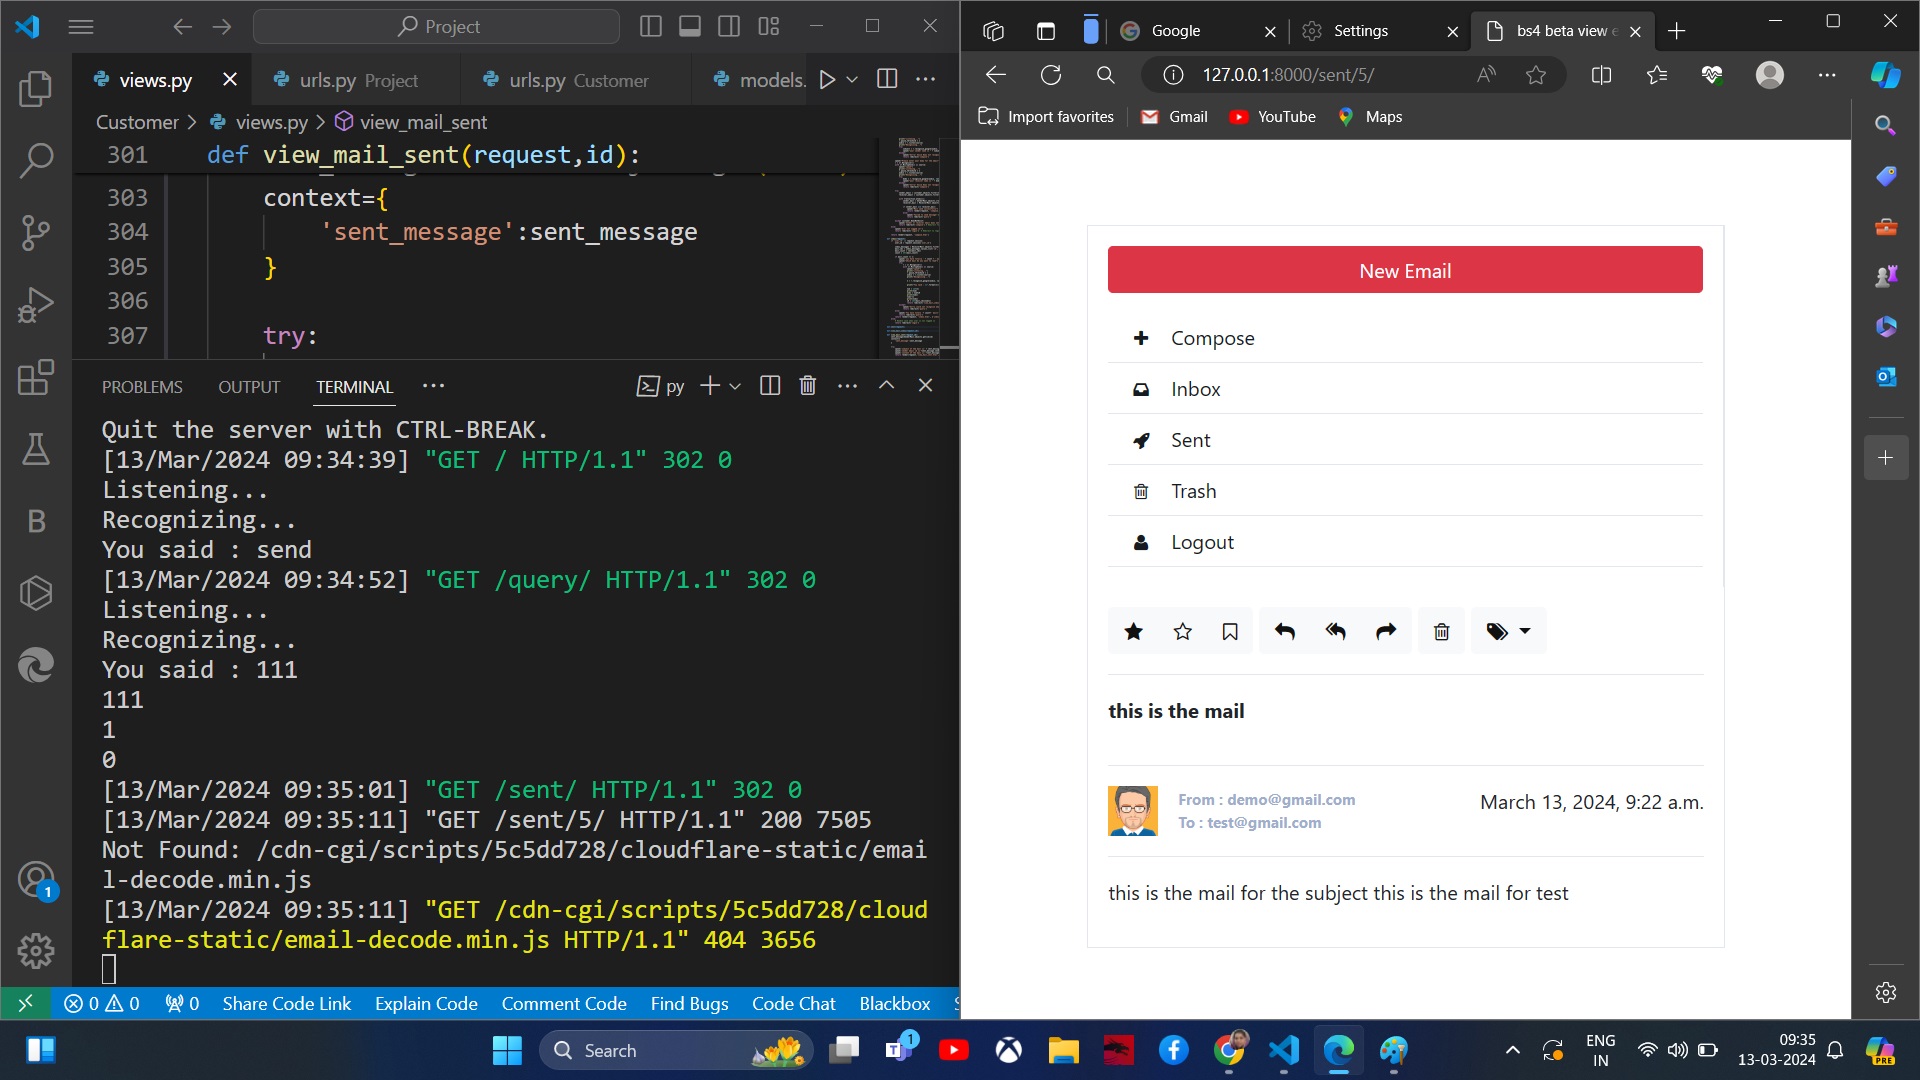 Project
views.py
urls.py Project
urls.py Customer
models.
Customer > views.py > view_mail_sent
301 def view_mail_sent(request,id):
303 context={
304 'sent_message':sent_message
305 }
306
307 try:
PROBLEMS OUTPUT TERMINAL
py
Quit the server with CTRL-BREAK.
[13/Mar/2024 09:34:39] "GET / HTTP/1.1" 302 0
Listening...
Recognizing...
You said : send
[13/Mar/2024 09:34:52] "GET /query/ HTTP/1.1" 302 0
Listening...
Recognizing...
You said : 111
111
1
0
[13/Mar/2024 09:35:01] "GET /sent/ HTTP/1.1" 302 0
[13/Mar/2024 09:35:11] "GET /sent/5/ HTTP/1.1" 200 7505
Not Found: /cdn-cgi/scripts/5c5dd728/cloudflare-static/emai
l-decode.min.js
[13/Mar/2024 09:35:11] "GET /cdn-cgi/scripts/5c5dd728/cloud
flare-static/email-decode.min.js HTTP/1.1" 404 3656
B
1
0 0 0 Share Code Link Explain Code Comment Code Find Bugs Code Chat Blackbox
Google
Settings
bs4 beta view e
127.0.0.1:8000/sent/5/
Import favorites Gmail YouTube Maps
New Email
Compose
Inbox
Sent
Trash
Logout
this is the mail
From : demo@gmail.com
To : test@gmail.com
March 13, 2024, 9:22 a.m.
this is the mail for the subject this is the mail for test
Search
1
ENG
IN
09:35
13-03-2024
PRE